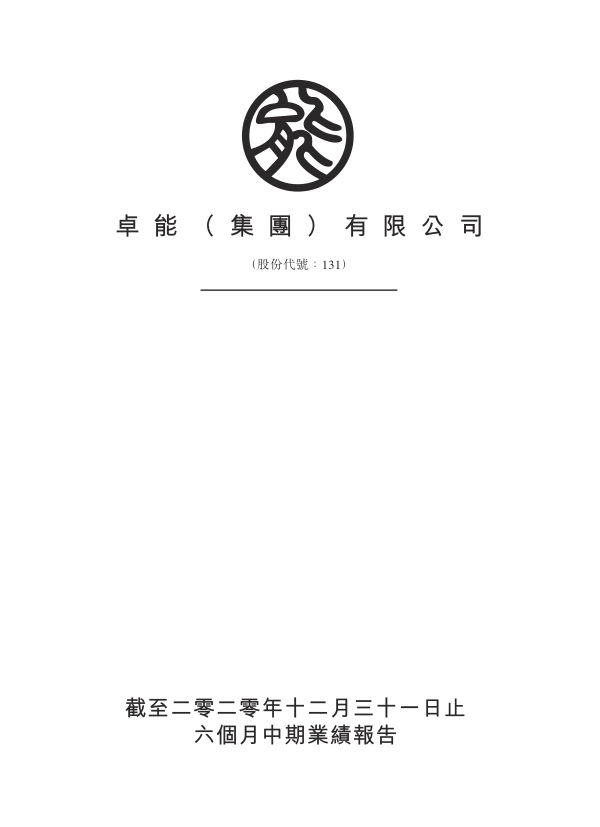 能
卓能（集團）有限公司
（股份代號：131）
截至二零二零年十二月三十一日止
六個月中期業績報告